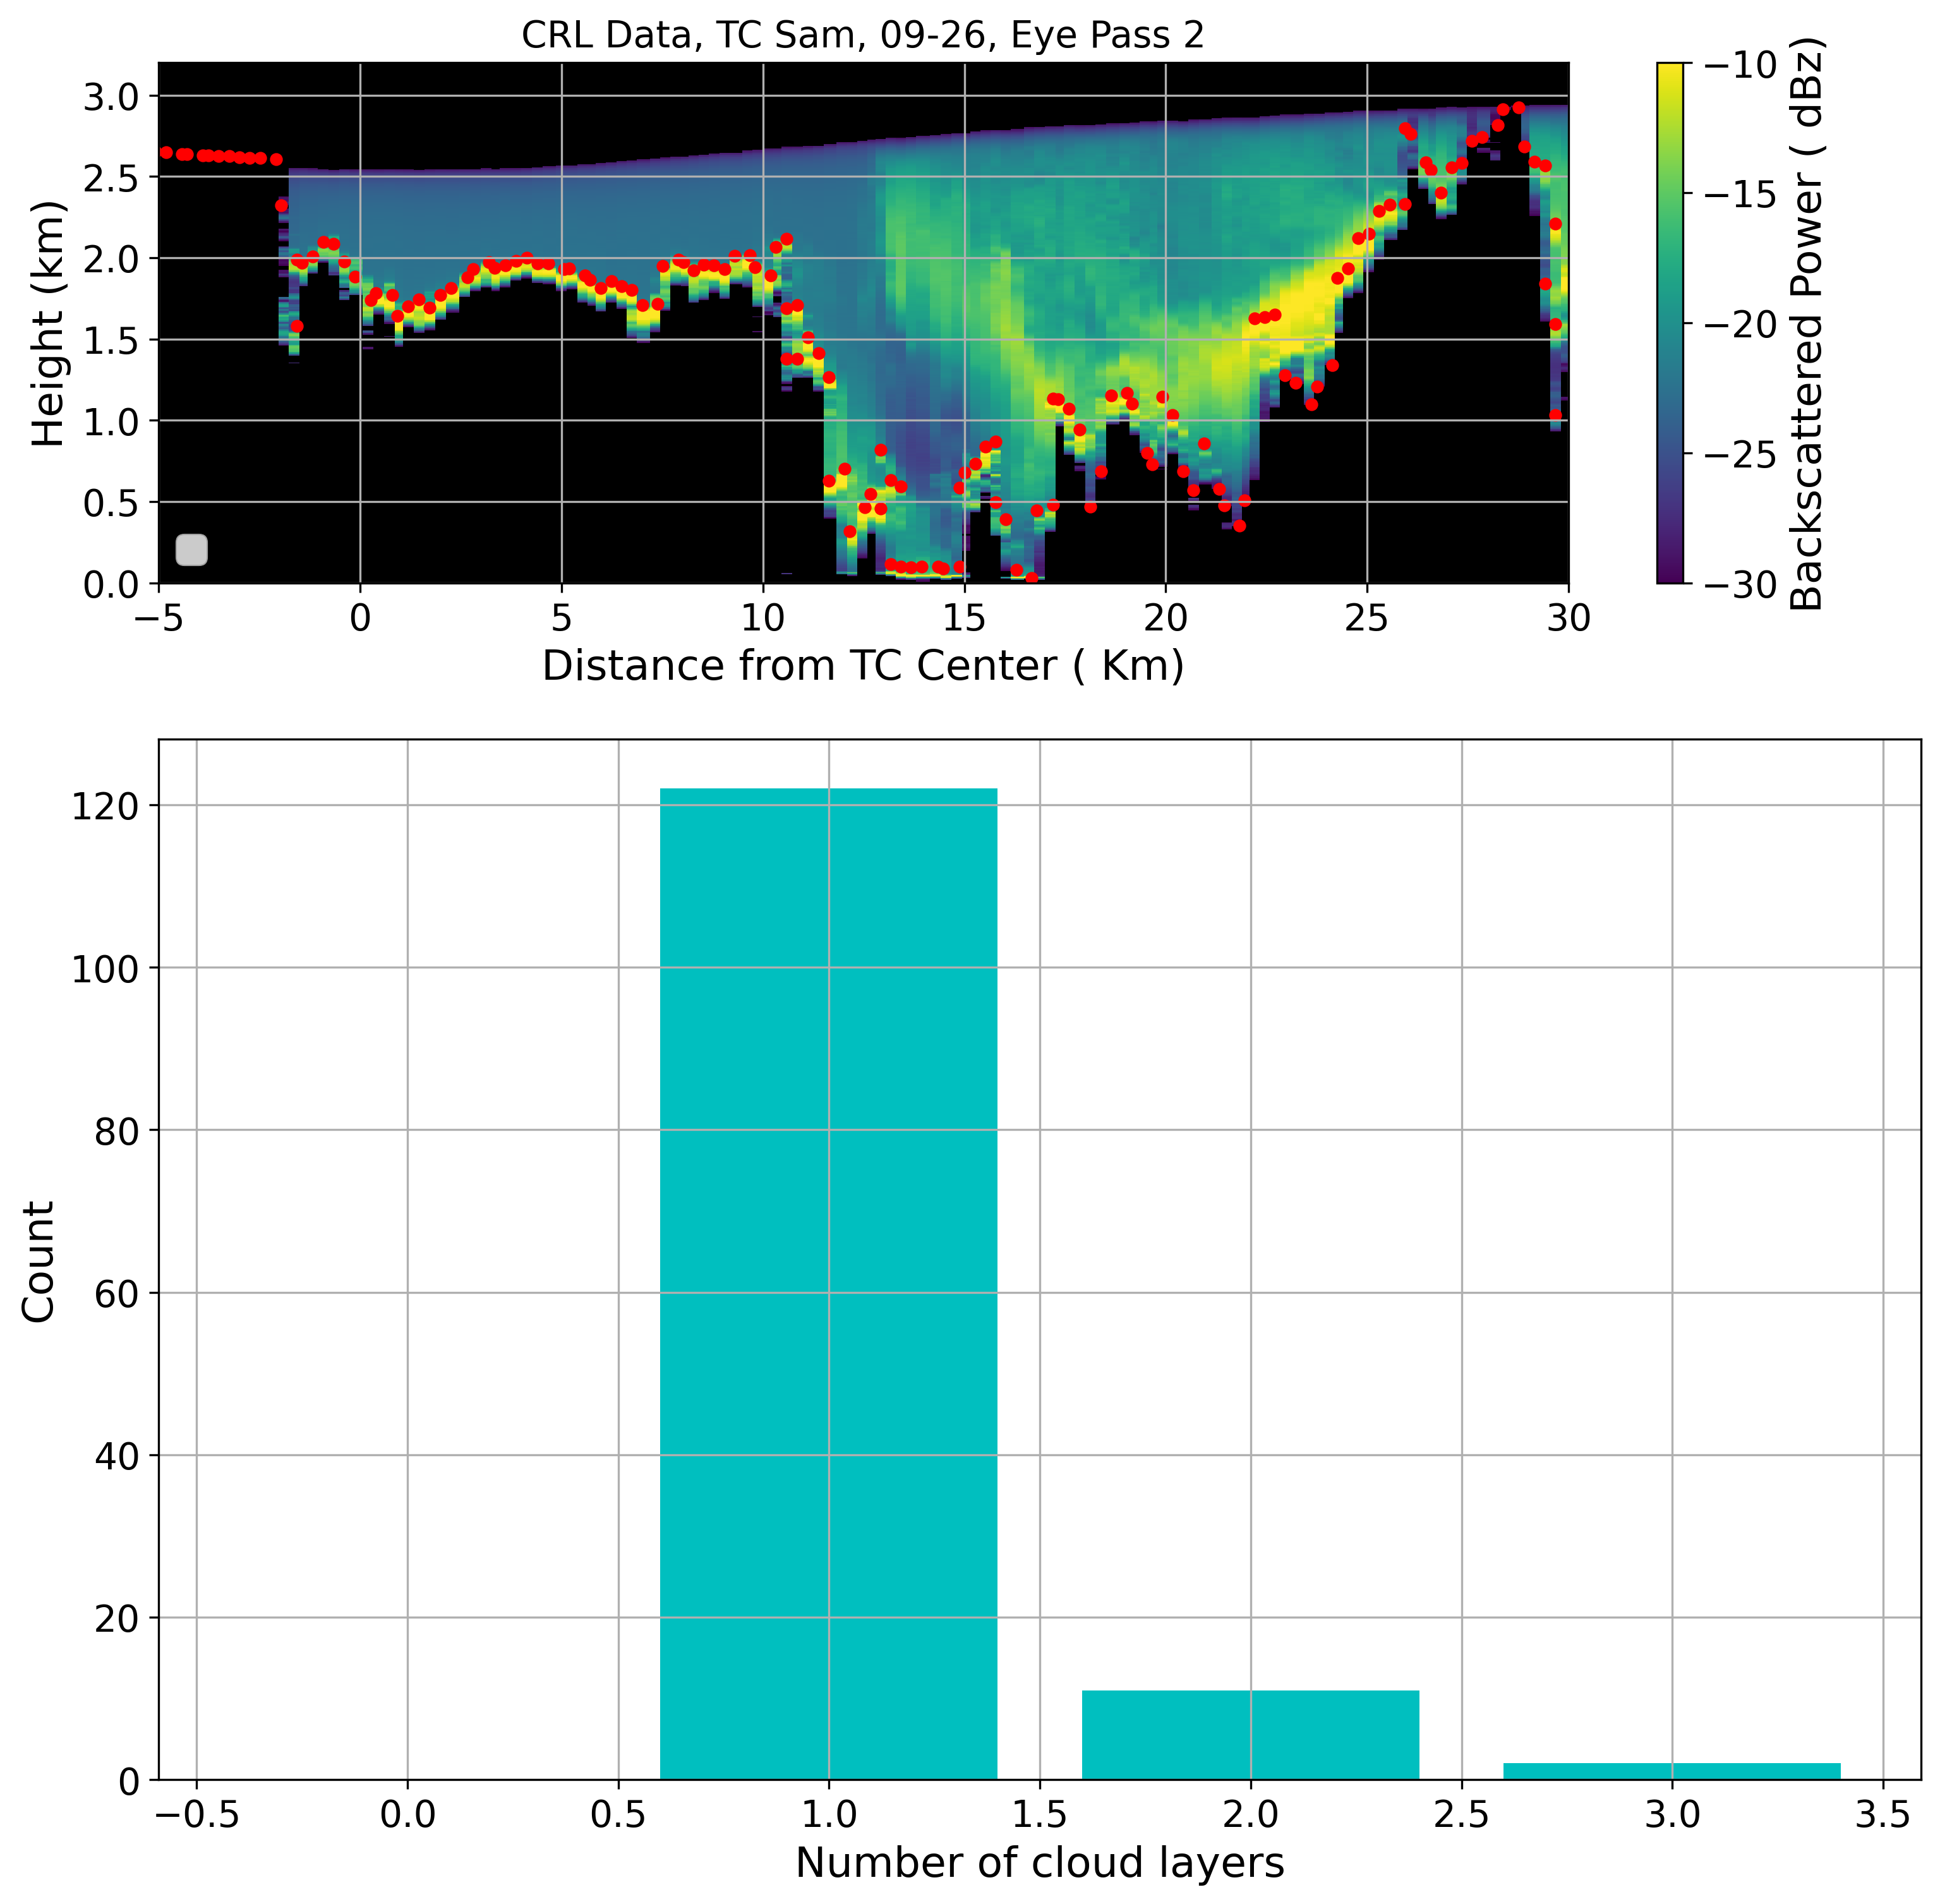 CRL Data, TC Sam, 09-26, Eye Pass 2
3.0
2.5
2.0
1.5
1.0
0.5
0.0
Height (km)
−5 0 5 10 15 20 25 30
Distance from TC Center ( Km)
−10
−15
−20
−25
−30
Backscattered Power ( dBz)
120
100
80
60
40
20
0
Count
−0.5 0.0 0.5 1.0 1.5 2.0 2.5 3.0 3.5
Number of cloud layers